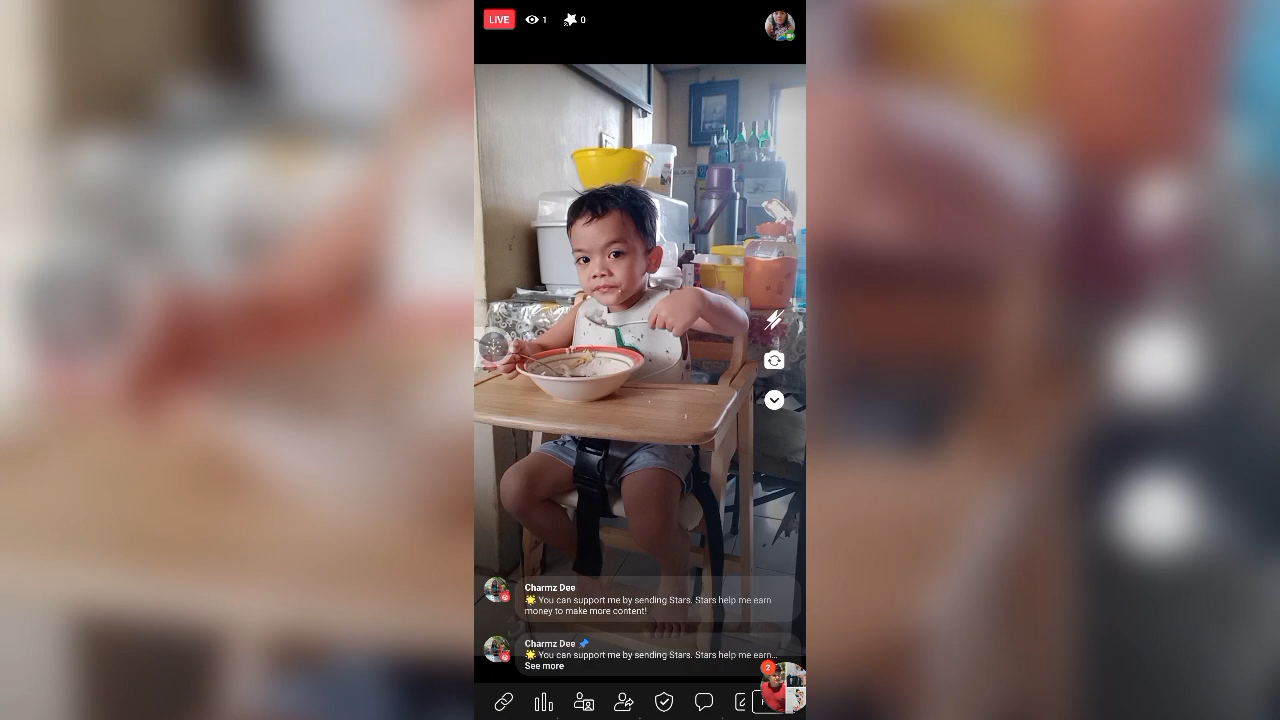 LIVE 1 0
Charmz Dee
🌟 You can support me by sending Stars. Stars help me earn
money to make more content!
Charmz Dee 📌
🌟 You can support me by sending Stars. Stars help me earn...
See more
2